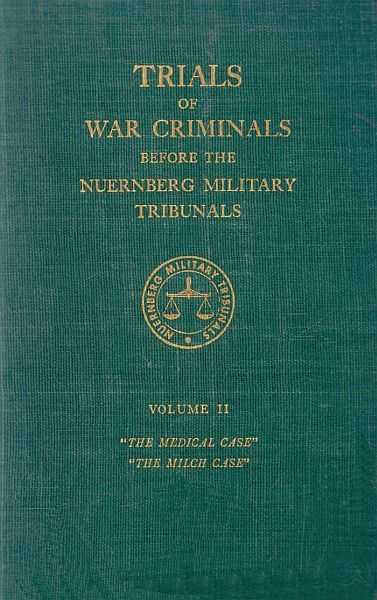 TRIALS
OF
WAR CRIMINALS
BEFORE THE
NUERNBERG MILITARY
TRIBUNALS
NUERNBERG MILITARY TRIBUNALS
VOLUME II
"THE MEDICAL CASE"
"THE MILCH CASE"